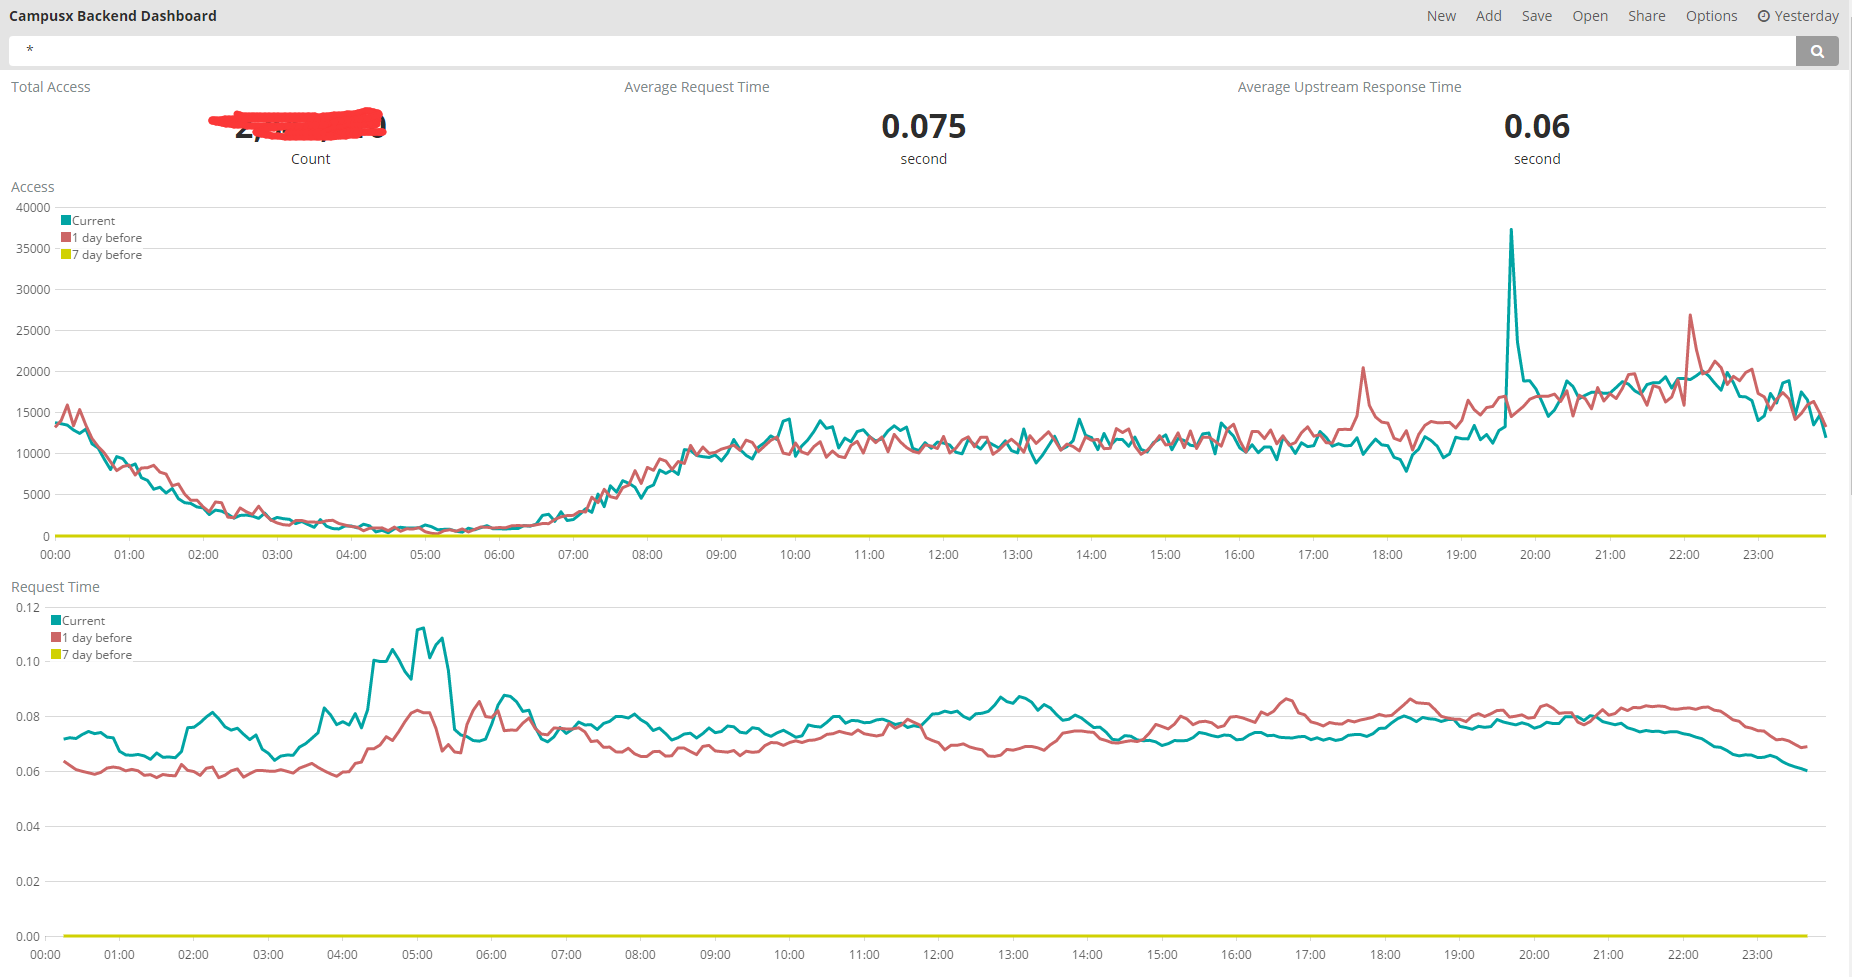 Campusx Backend Dashboard
New Add Save Open Share Options Yesterday
*
Total Access
Average Request Time
Average Upstream Response Time
0.075
0.06
Count
second
second
Access
40000
35000
30000
25000
20000
15000
10000
5000
0
Current
1 day before
7 day before
00:00 01:00 02:00 03:00 04:00 05:00 06:00 07:00 08:00 09:00 10:00 11:00 12:00 13:00 14:00 15:00 16:00 17:00 18:00 19:00 20:00 21:00 22:00 23:00
Request Time
0.12
0.10
0.08
0.06
0.04
0.02
0.00
Current
1 day before
7 day before
00:00 01:00 02:00 03:00 04:00 05:00 06:00 07:00 08:00 09:00 10:00 11:00 12:00 13:00 14:00 15:00 16:00 17:00 18:00 19:00 20:00 21:00 22:00 23:00